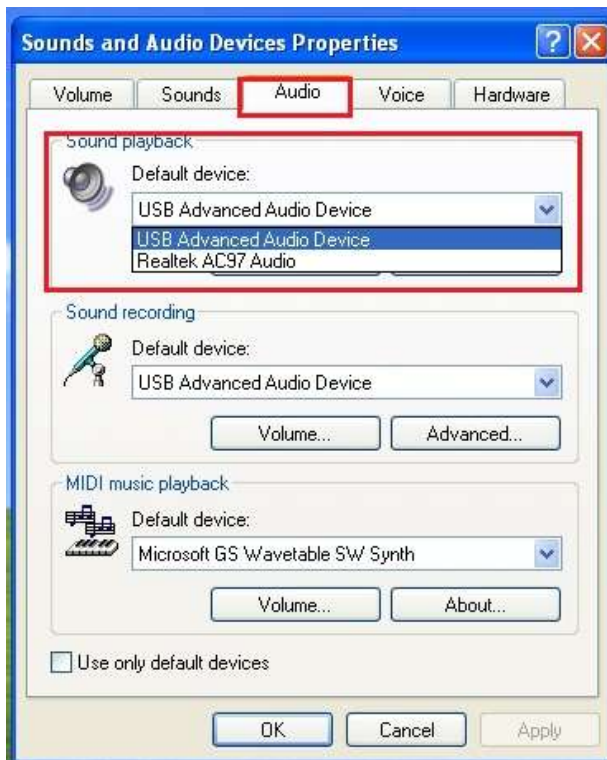 Sounds and Audio Devices Properties
Volume Sounds Audio Voice Hardware
Sound playback
Default device:
USB Advanced Audio Device
USB Advanced Audio Device
Realtek AC97 Audio
Sound recording
Default device:
USB Advanced Audio Device
Volume... Advanced...
MIDI music playback
Default device:
Microsoft GS Wavetable SW Synth
Volume... About...
Use only default devices
OK Cancel Apply